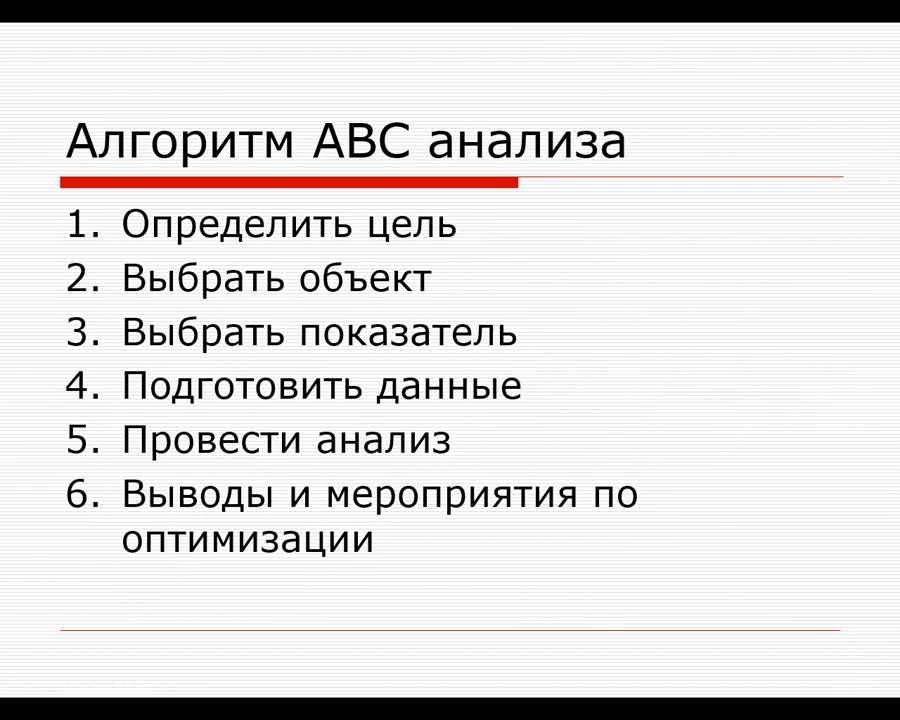 Алгоритм АВС анализа
1. Определить цель
2. Выбрать объект
3. Выбрать показатель
4. Подготовить данные
5. Провести анализ
6. Выводы и мероприятия по
оптимизации